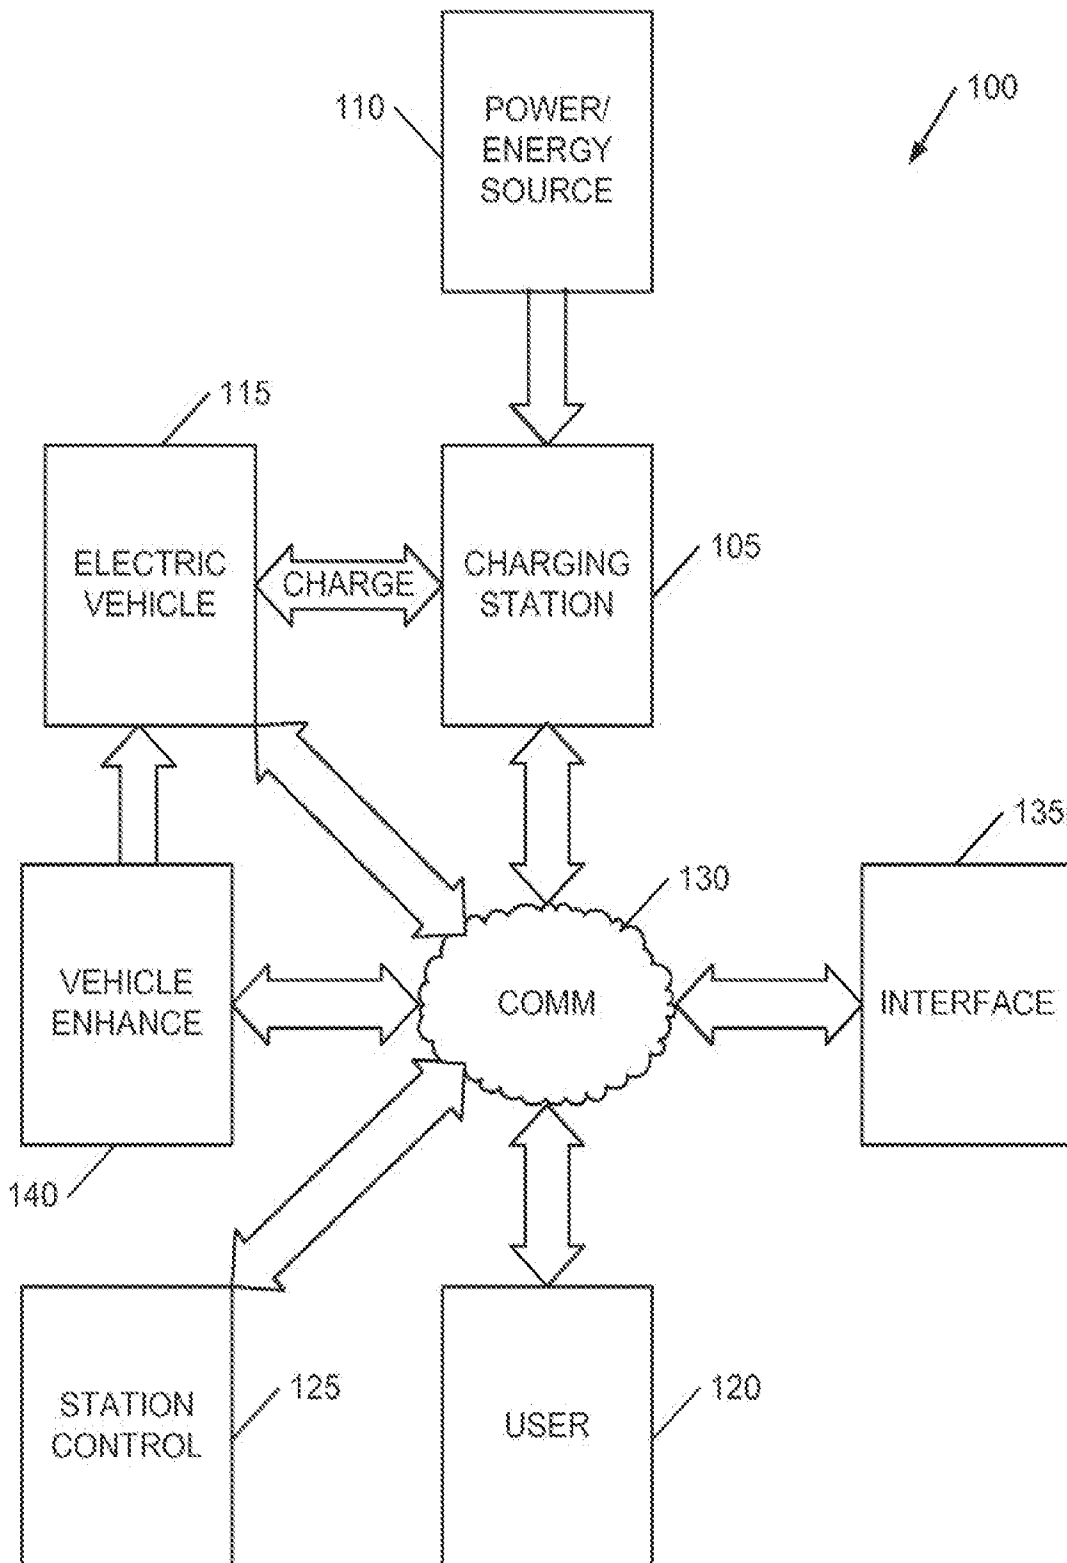 100
110
POWER/
ENERGY
SOURCE
115
ELECTRIC
VEHICLE
CHARGE
CHARGING
STATION
105
135
130
VEHICLE
ENHANCE
COMM
INTERFACE
140
STATION
CONTROL
125
USER
120